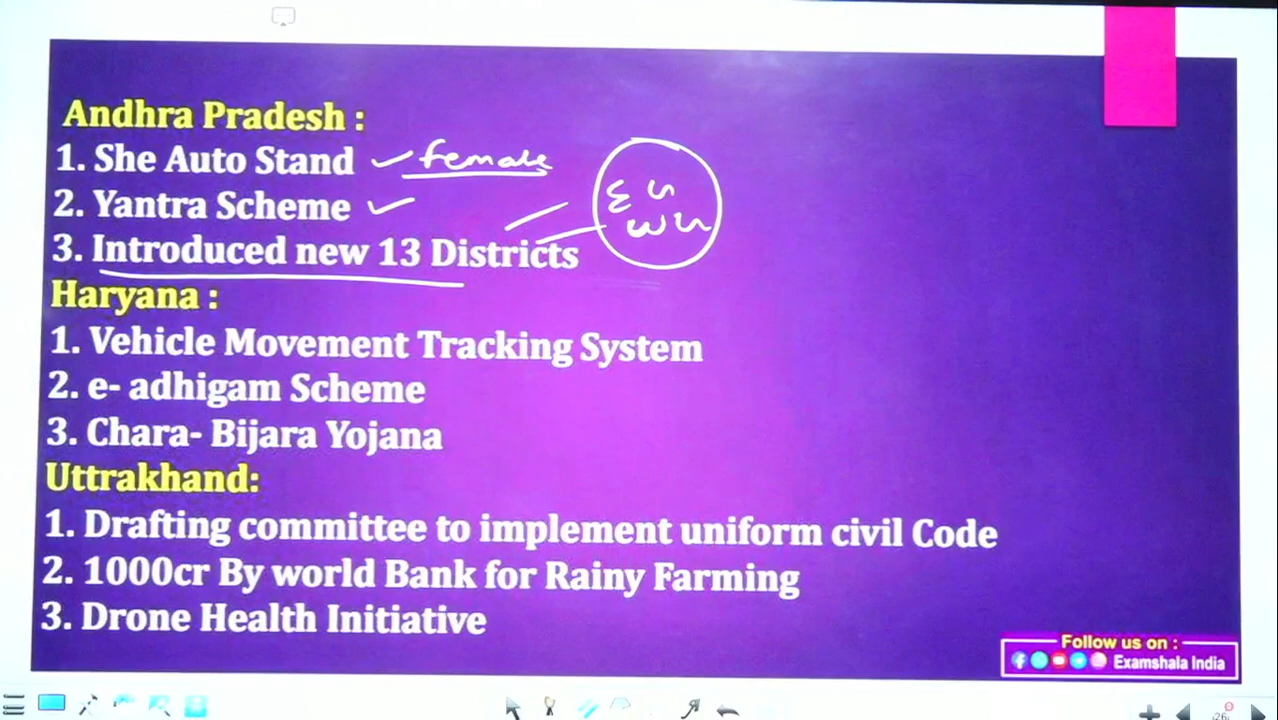 Andhra Pradesh :
1. She Auto Stand female
2. Yantra Scheme
3. Introduced new 13 Districts
Haryana :
1. Vehicle Movement Tracking System
2. e- adhigam Scheme
3. Chara- Bijara Yojana
Uttrakhand:
1. Drafting committee to implement uniform civil Code
2. 1000cr By world Bank for Rainy Farming
3. Drone Health Initiative
Follow us on :
Examshala India
26